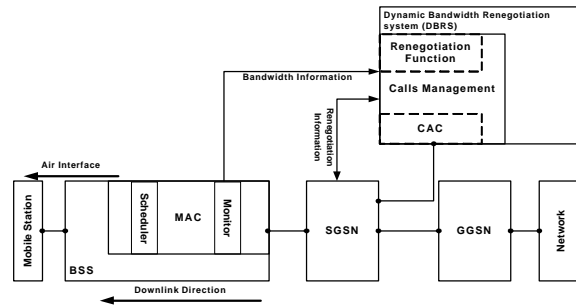 Dynamic Bandwidth Renegotiation
system (DBRS)
Renegotiation
Function
Bandwidth Information
Calls Management
Renegotiation
Information
CAC
Air Interface
Mobile Station
Scheduler
MAC
Monitor
BSS
SGSN
GGSN
Network
Downlink Direction